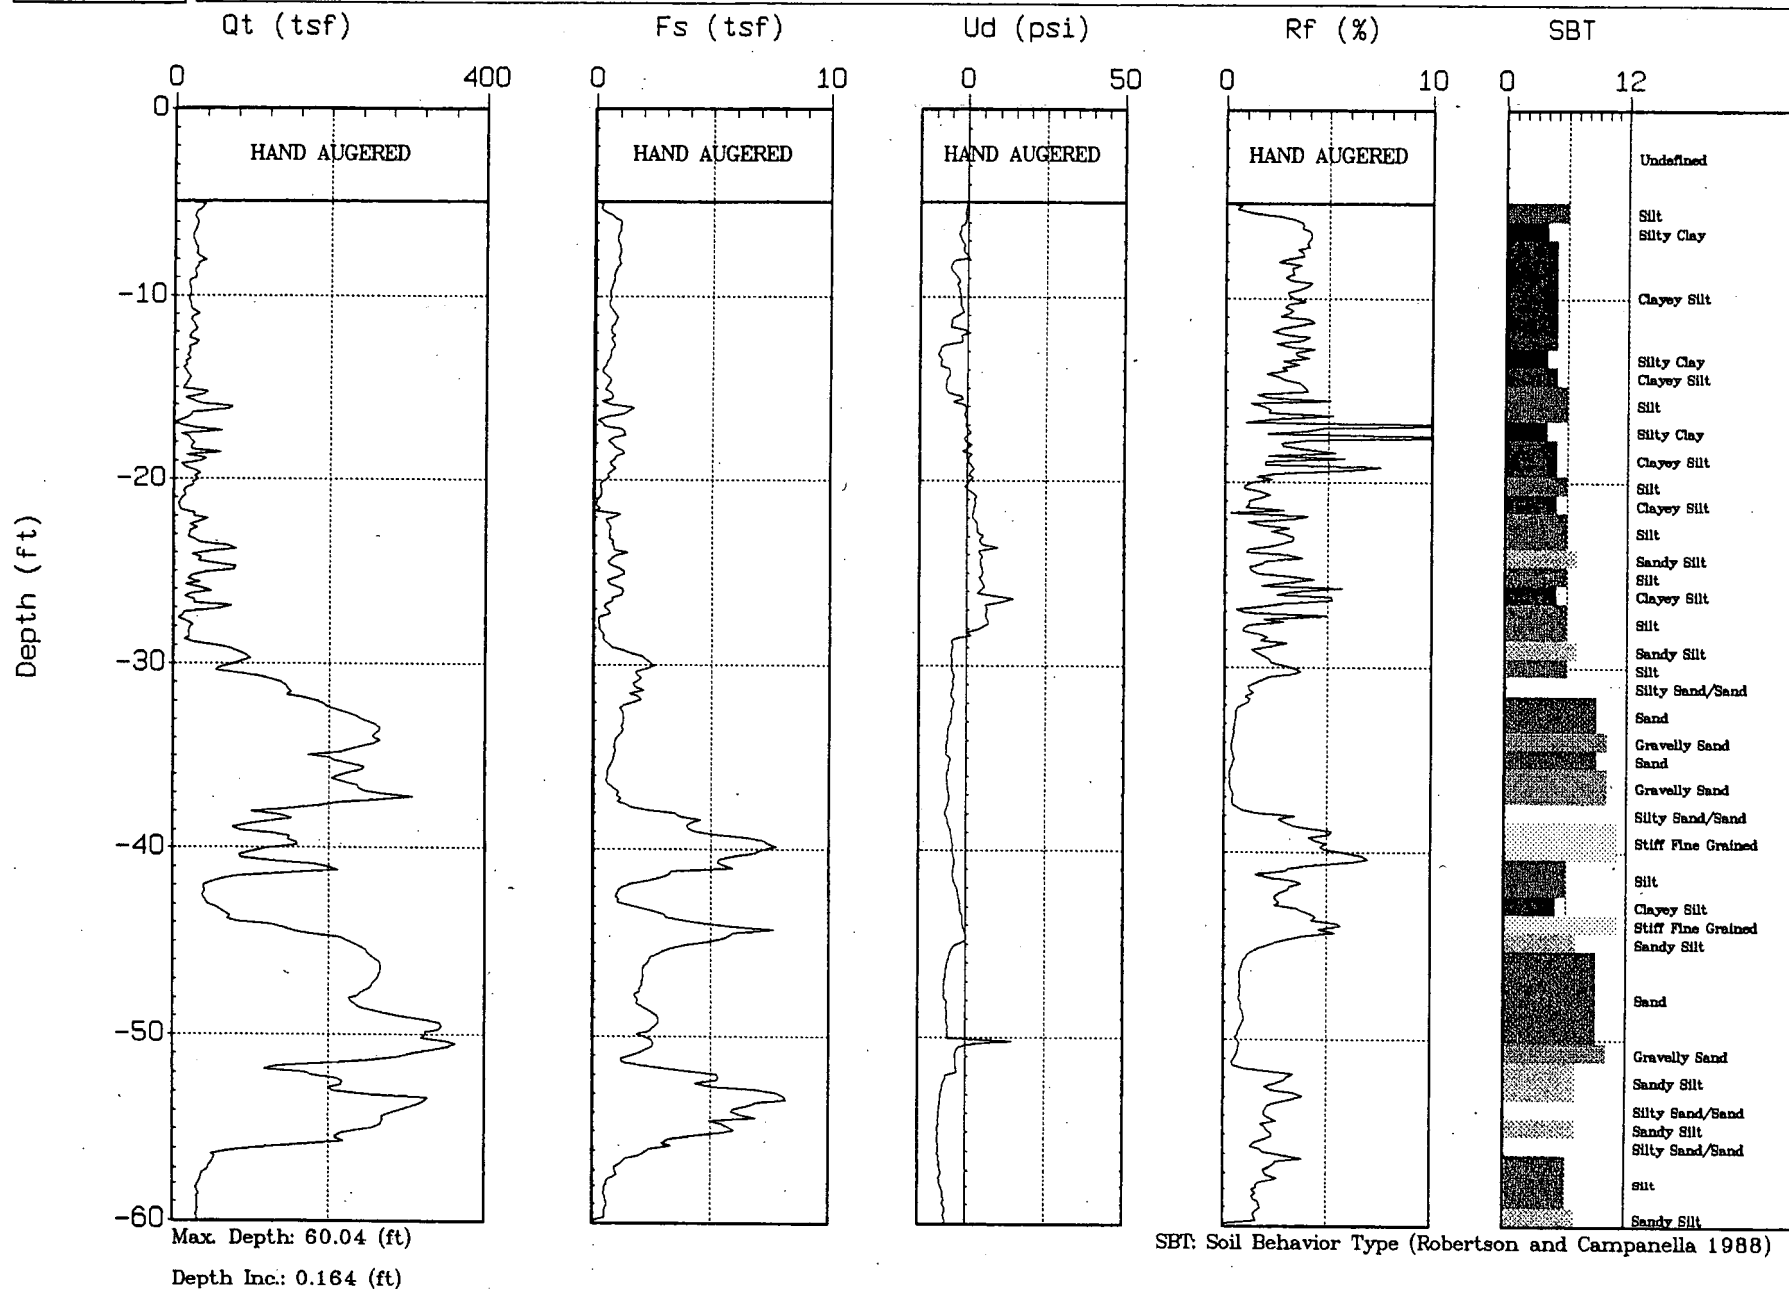 Qt (tsf) Fs (tsf) Ud (psi) Rf (%) SBT
0 400 0 10 0 50 0 10 0 12
0
HAND AUGERED HAND AUGERED HAND AUGERED HAND AUGERED
Undefined
Silt
Silty Clay
-10
Clayey Silt
Silty Clay
Clayey Silt
Silt
Silty Clay
Clayey Silt
-20
Silt
Clayey Silt
Silt
Sandy Silt
Silt
Clayey Silt
Silt
Depth (ft)
Sandy Silt
-30
Silt
Silty Sand/Sand
Sand
Gravelly Sand
Sand
Gravelly Sand
Silty Sand/Sand
-40
Stiff Fine Grained
Silt
Clayey Silt
Stiff Fine Grained
Sandy Silt
Sand
-50
Gravelly Sand
Sandy Silt
Silty Sand/Sand
Sandy Silt
Silty Sand/Sand
Silt
-60
Sandy Silt
Max. Depth: 60.04 (ft)
SBT: Soil Behavior Type (Robertson and Campanella 1988)
Depth Inc.: 0.164 (ft)